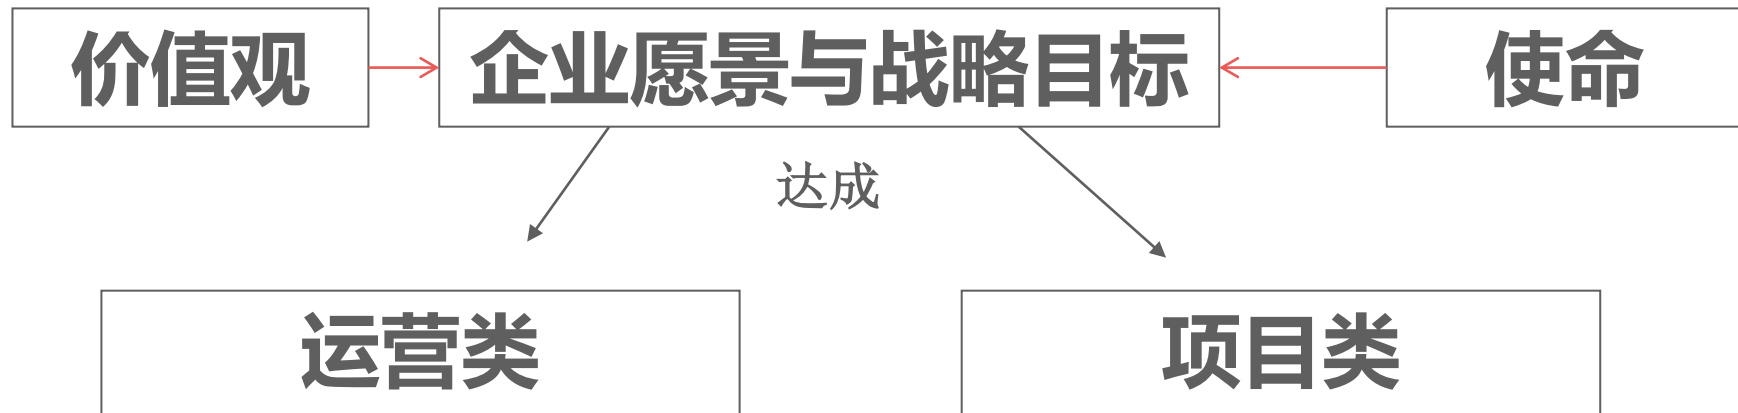 价值观
企业愿景与战略目标
使命
达成
运营类
项目类